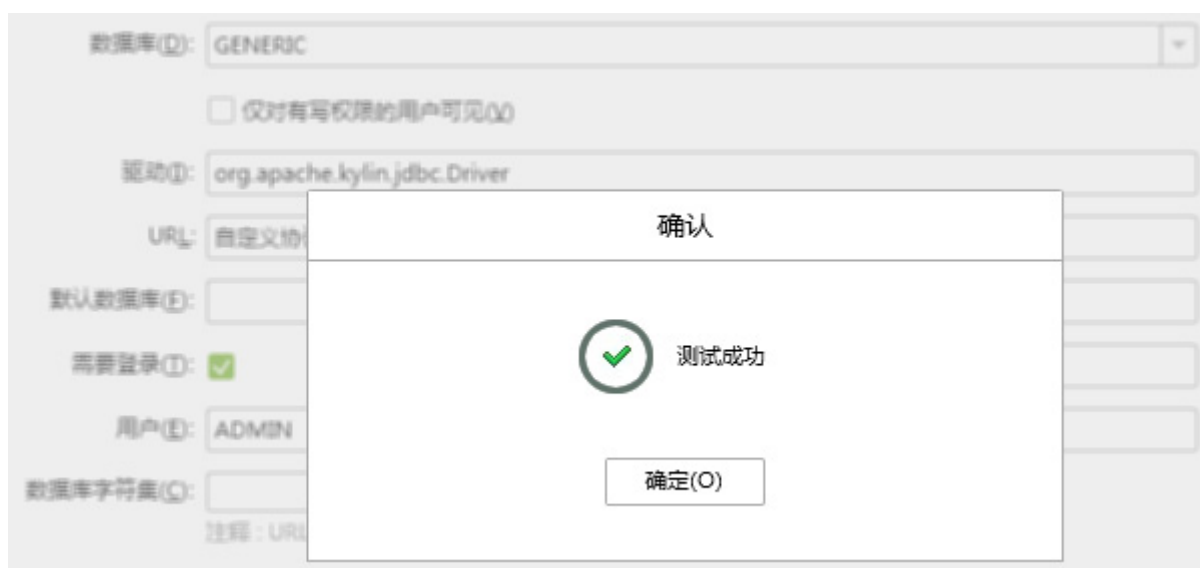 数据库(D): GENERIC
仅对有写权限的用户可见(V)
驱动(I): org.apache.kylin.jdbc.Driver
确认
URL: 自定义协
默认数据库(F):
测试成功
需要登录(T):
用户(E): ADMIN
确定(O)
数据库字符集(C):
注释 : URL